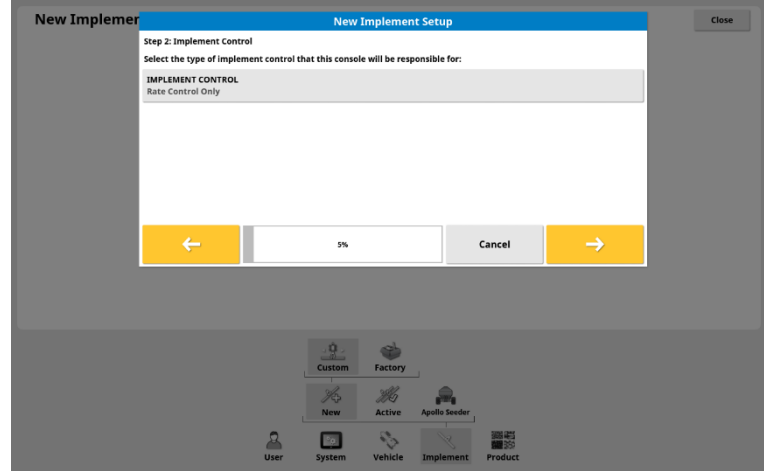 New Implemer
New Implement Setup
Close
Step 2: Implement Control
Select the type of implement control that this console will be responsible for:
IMPLEMENT CONTROL
Rate Control Only
5%
Cancel
Custom
Factory
New
Active
Apollo Seeder
User
System
Vehicle
Implement
Product